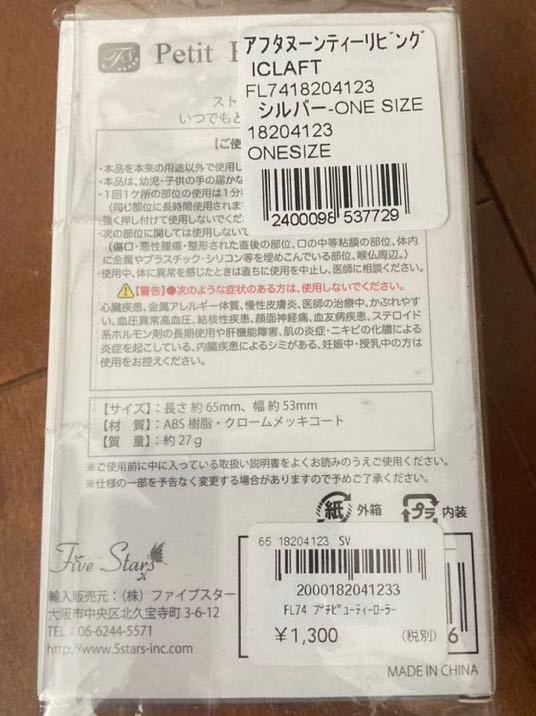 Petit
アフタヌーンティーリビング
ICLAFT
FL7418204123
シルバー-ONE SIZE
18204123
ONESIZE
2400098 537729
スト
いつでもと
【ご使
・本品を本来の用途以外で使用し
・本品は、幼児・子供の手の届かな
・1回1ケ所の部位の使用は1分
(同じ部位に長時間使用されます
強く押し付けて使用しないでくだ
・次の部位に関しては使用しない
(傷口・悪性腫瘍・整形された直後の部位、口の中等粘膜の部位、体内
に金属やプラスチック・シリコン等を埋めこんでいる部位、喉仏周辺。)
・使用中、体に異常を感じたときは直ちに使用を中止し、医師に相談ください。
【警告】●次のような症状のある方は、使用しないでください。
心臓疾患、金属アレルギー体質、慢性皮膚炎、医師の治療中、かぶれやす
い、血圧異常高血圧、結核性疾患、顔面神経痛、血友病疾患、ステロイド
系ホルモン剤の長期使用や肝機能障害、肌の炎症・ニキビの化膿による
炎症を起こしている、内臓疾患によるシミがある、妊娠中・授乳中の方は
使用をお控えください。
【サイズ】:長さ 約 65mm、幅 約 53mm
【材 質】:ABS 樹脂・クロームメッキコート
【質 量】:約 27g
※ご使用前に中に入っている取扱い説明書をよくお読みのうえご使用ください。
※仕様の一部を予告なく変更する場合がありますので予めご了承ください。
紙 外箱 プラ 内装
Five Stars
輸入販売元:(株) ファイブスター
大阪市中央区北久宝寺町 3-6-12
TEL:06-6244-5571
http://www.5stars-inc.com
65 18204123 SV
2000182041233
FL74 プチビューティーローラー
¥1,300 (税別)
6
MADE IN CHINA